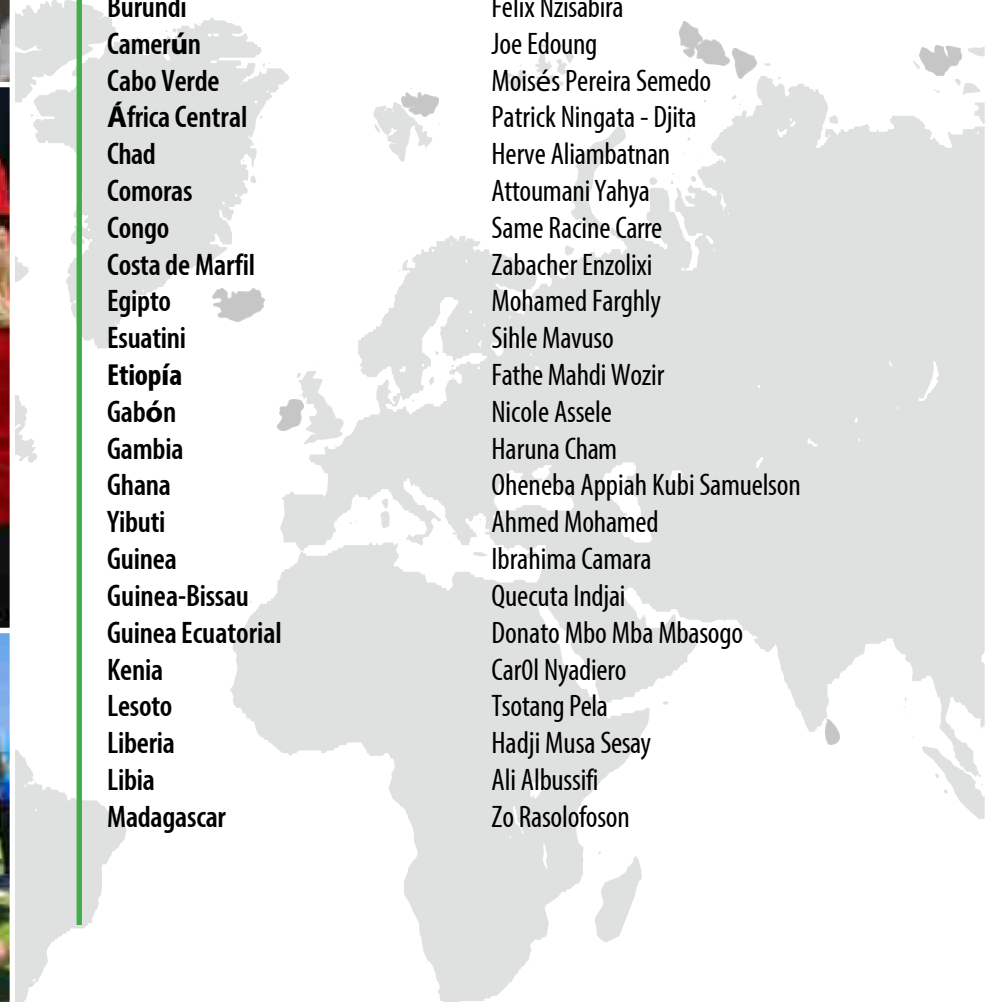 Burundi Felix Nzisabira
Camerún Joe Edoung
Cabo Verde Moisés Pereira Semedo
África Central Patrick Ningata - Djita
Chad Herve Aliambatnan
Comoras Attoumani Yahya
Congo Same Racine Carre
Costa de Marfil Zabacher Enzolixi
Egipto Mohamed Farghly
Esuatini Sihle Mavuso
Etiopía Fathe Mahdi Wozir
Gabón Nicole Assele
Gambia Haruna Cham
Ghana Oheneba Appiah Kubi Samuelson
Yibuti Ahmed Mohamed
Guinea Ibrahima Camara
Guinea-Bissau Quecuta Indjai
Guinea Ecuatorial Donato Mbo Mba Mbasogo
Kenia Car0l Nyadiero
Lesoto Tsotang Pela
Liberia Hadji Musa Sesay
Libia Ali Albussifi
Madagascar Zo Rasolofoson